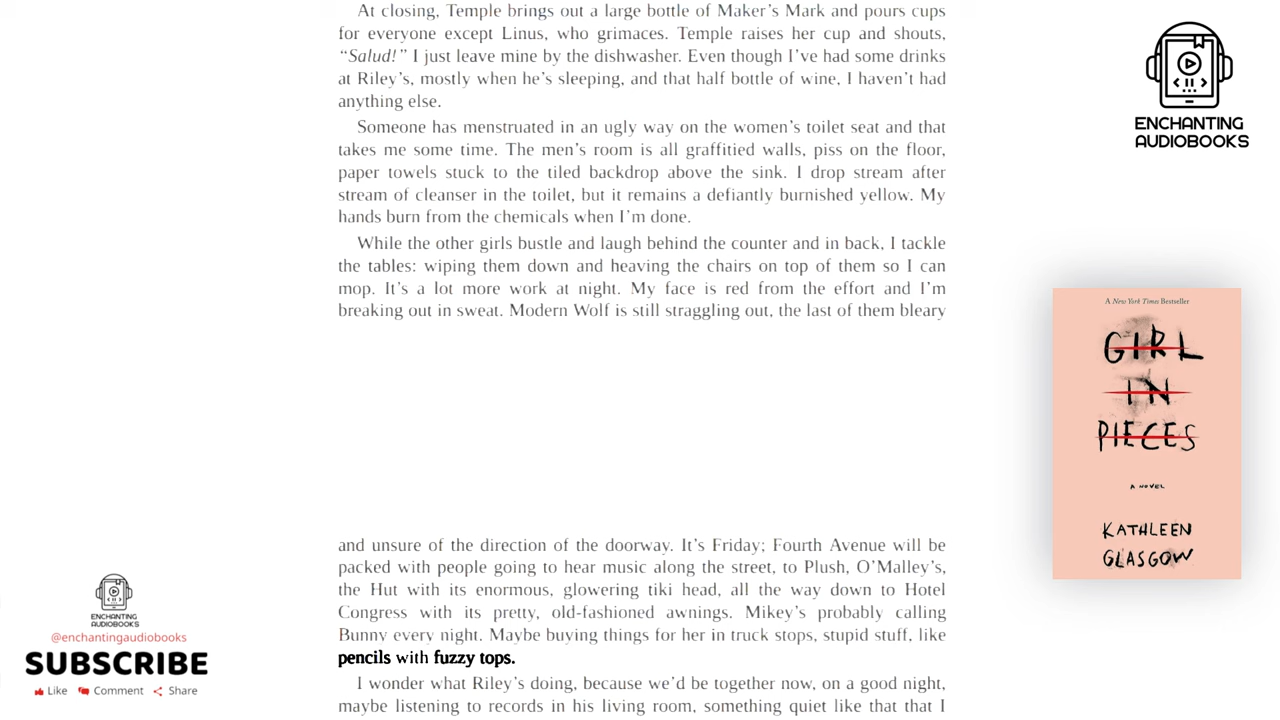 At closing, Temple brings out a large bottle of Maker's Mark and pours cups
for everyone except Linus, who grimaces. Temple raises her cup and shouts,
“Salud!” I just leave mine by the dishwasher. Even though I've had some drinks
at Riley's, mostly when he's sleeping, and that half bottle of wine, I haven't had
anything else.
Someone has menstruated in an ugly way on the women's toilet seat and that
takes me some time. The men's room is all graffitied walls, piss on the floor,
paper towels stuck to the tiled backdrop above the sink. I drop stream after
stream of cleanser in the toilet, but it remains a defiantly burnished yellow. My
hands burn from the chemicals when I'm done.
While the other girls bustle and laugh behind the counter and in back, I tackle
the tables: wiping them down and heaving the chairs on top of them so I can
mop. It's a lot more work at night. My face is red from the effort and I'm
breaking out in sweat. Modern Wolf is still straggling out, the last of them bleary
and unsure of the direction of the doorway. It's Friday; Fourth Avenue will be
packed with people going to hear music along the street, to Plush, O'Malley's,
the Hut with its enormous, glowering tiki head, all the way down to Hotel
Congress with its pretty, old-fashioned awnings. Mikey's probably calling
Bunny every night. Maybe buying things for her in truck stops, stupid stuff, like
pencils with fuzzy tops.
I wonder what Riley's doing, because we'd be together now, on a good night,
maybe listening to records in his living room, something quiet like that that I
ENCHANTING
AUDIOBOOKS
A New York Times Bestseller
GIRL
IN
PIECES
A NOVEL
KATHLEEN
GLASGOW
ENCHANTING
AUDIOBOOKS
@enchantingaudiobooks
SUBSCRIBE
Like Comment Share